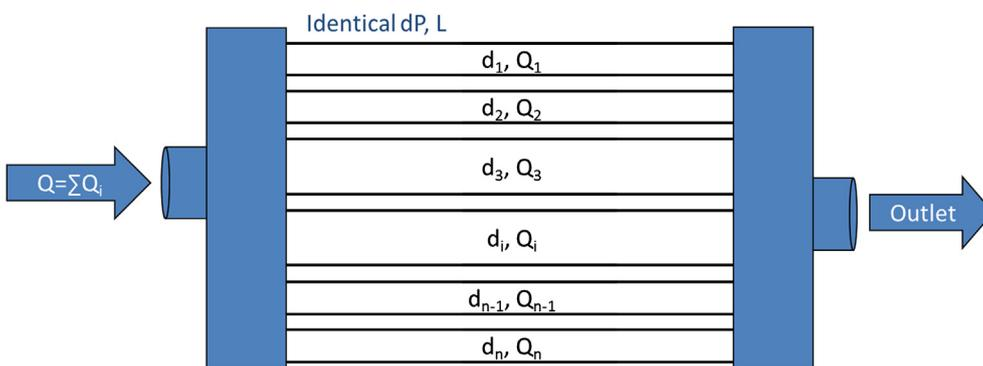 Identical dP, L
d₁, Q₁
d₂, Q₂
d₃, Q₃
Q=∑Qᵢ
Outlet
dᵢ, Qᵢ
dₙ₋₁, Qₙ₋₁
dₙ, Qₙ